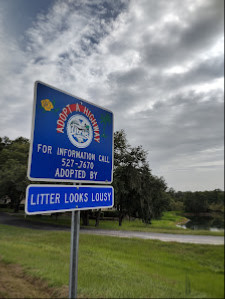 ADOPT A HIGHWAY
FOR INFORMATION CALL
527-7670
ADOPTED BY
LITTER LOOKS LOUSY